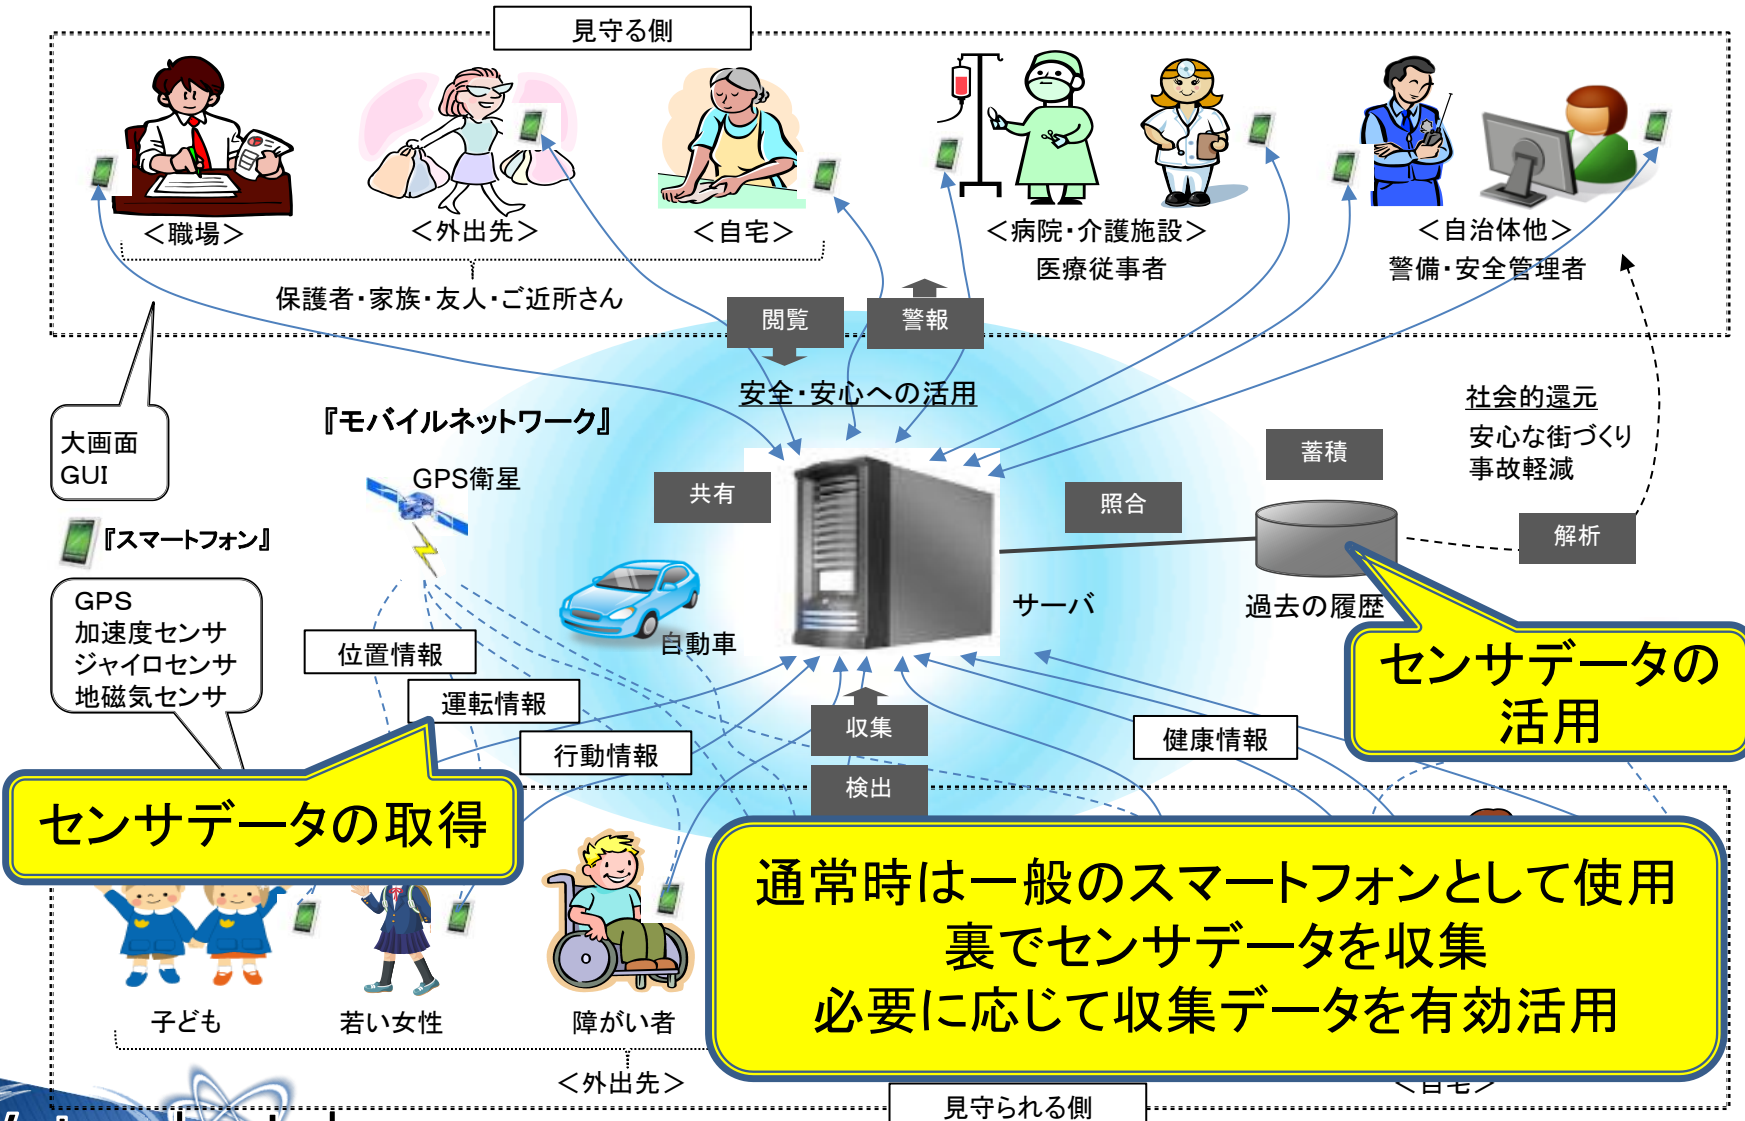 見守る側
＜職場＞
＜外出先＞
＜自宅＞
＜病院・介護施設＞
医療従事者
＜自治体他＞
警備・安全管理者
保護者・家族・友人・ご近所さん
閲覧
警報
安全・安心への活用
『モバイルネットワーク』
大画面
GUI
GPS衛星
『スマートフォン』
共有
照合
蓄積
社会的還元
安心な街づくり
事故軽減
解析
GPS
加速度センサ
ジャイロセンサ
地磁気センサ
自動車
サーバ
過去の履歴
センサデータの
活用
位置情報
運転情報
行動情報
収集
検出
健康情報
センサデータの取得
通常時は一般のスマートフォンとして使用
裏でセンサデータを収集
必要に応じて収集データを有効活用
子ども
若い女性
障がい者
＜外出先＞
＜自宅＞
見守られる側